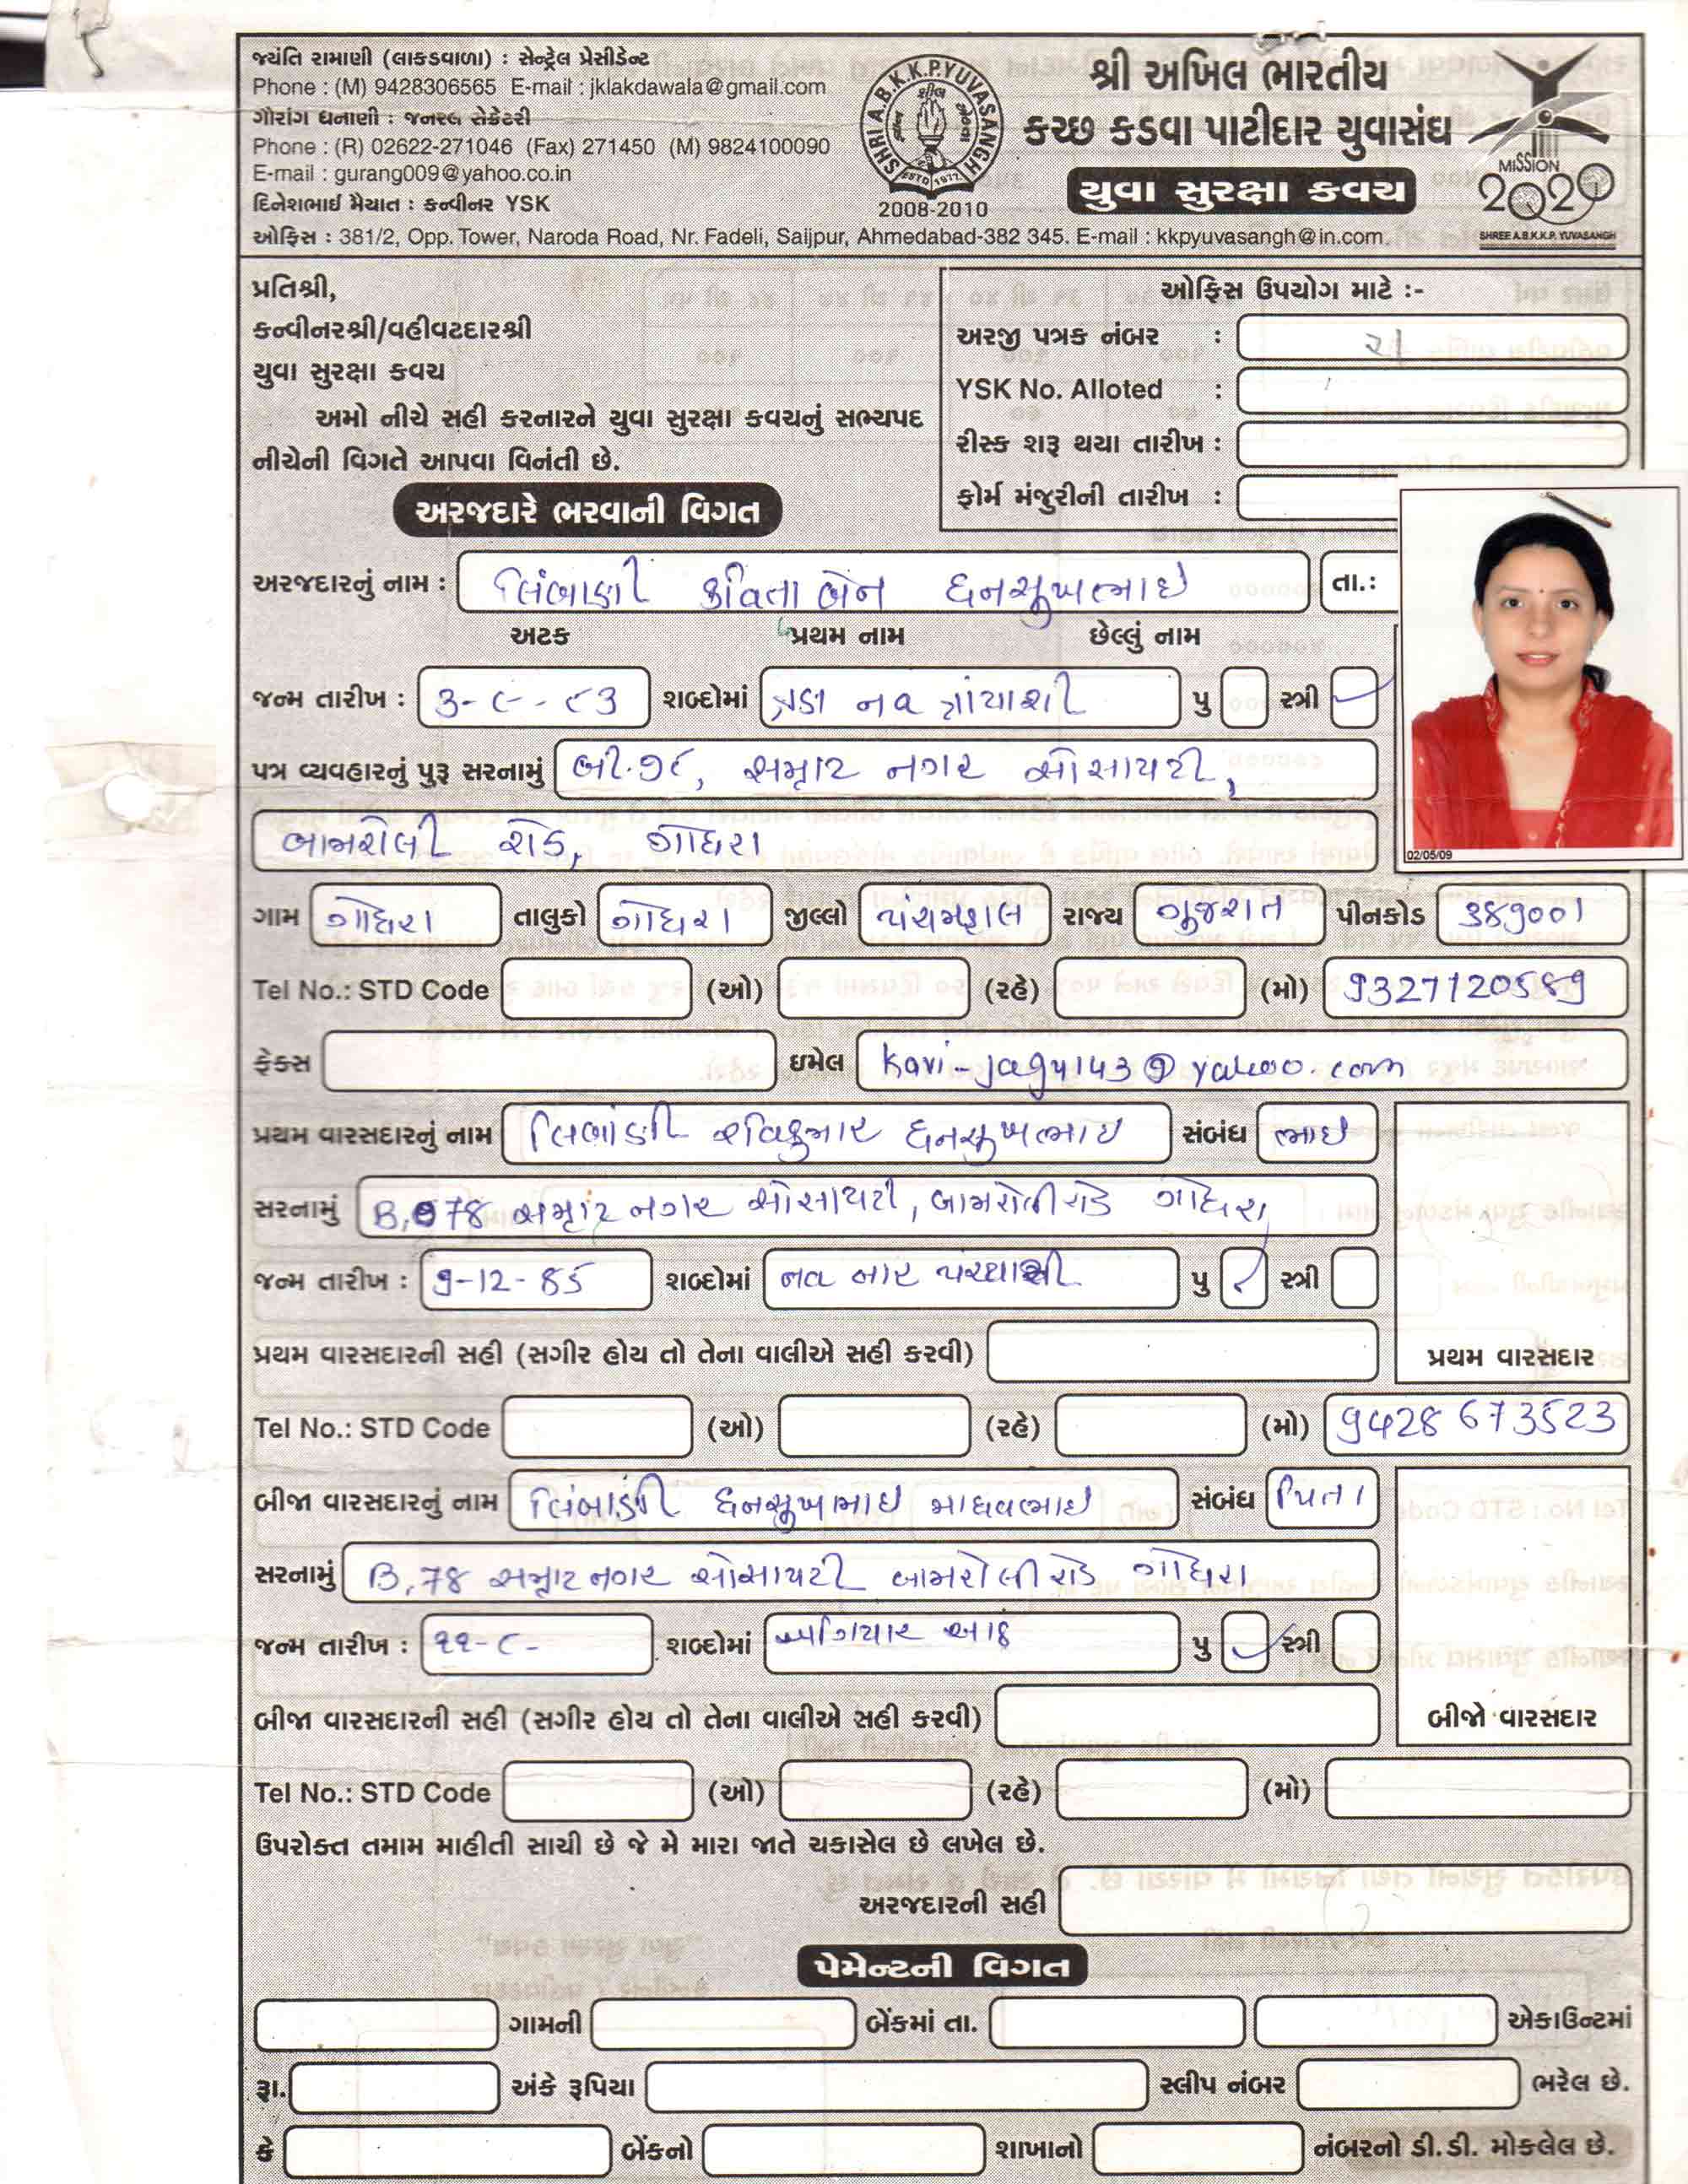 જયંતિ રામાણી (લાકડાવાળા) : સેન્ટ્રેલ પ્રેસીડેન્ટ
Phone : (M) 9428306565 E-mail : jklakdawala@gmail.com
ગૌરાંગ ધનાણી : જનરલ સેક્રેટરી
Phone : (R) 02622-271046 (Fax) 271450 (M) 9824100090
E-mail : gurang009@yahoo.co.in
દિનેશભાઈ મૈયાત : કન્વીનર YSK
SHRI A.B.K.K.P. YUVASANGH
ESTD 1977
2008-2010
શ્રી અખિલ ભારતીય
કચ્છ કડવા પાટીદાર યુવાસંઘ
યુવા સુરક્ષા કવચ
MISSION
2020
SHREE A.B.K.K.P. YUVASANGH
ઓફિસ : 381/2, Opp. Tower, Naroda Road, Nr. Fadeli, Saijpur, Ahmedabad-382 345. E-mail : kkpyuvasangh@in.com.
પ્રતિશ્રી,
કન્વીનરશ્રી/વહીવટદારશ્રી
યુવા સુરક્ષા કવચ
અમો નીચે સહી કરનારને યુવા સુરક્ષા કવચનું સભ્યપદ
નીચેની વિગતે આપવા વિનંતી છે.
ઓફિસ ઉપયોગ માટે :-
અરજી પત્રક નંબર :
YSK No. Alloted :
રીસ્ક શરૂ થયા તારીખ :
ફોર્મ મંજુરીની તારીખ :
અરજદારે ભરવાની વિગત
અરજદારનું નામ : લિંબાણી કવિતાબેન ધનસુખભાઇ તા.:
અટક પ્રથમ નામ છેલ્લું નામ
જન્મ તારીખ : ૩-૯-૮૩ શબ્દોમાં ત્રણ નવ ત્રાંયાશી પુ સ્ત્રી
પત્ર વ્યવહારનું પુરૂ સરનામું બી.૭૮, સમ્રાટ નગર સોસાયટી,
બામરોલી રોડ, ગોધરા
02/05/09
ગામ ગોધરા તાલુકો ગોધરા જીલ્લો પંચમહાલ રાજ્ય ગુજરાત પીનકોડ 389001
Tel No.: STD Code (ઓ) (રહે) (મો) 9327120589
ફેક્સ ઇમેલ kavi-jagu143@yahoo.com
પ્રથમ વારસદારનું નામ લિંબાણી રવિકુમાર ધનસુખભાઇ સંબંધ ભાઇ
સરનામું B, 78 સમ્રાટ નગર સોસાયટી, બામરોલી રોડ ગોધરા
જન્મ તારીખ : 9-12-85 શબ્દોમાં નવ બાર પંચ્યાસી પુ સ્ત્રી
પ્રથમ વારસદારની સહી (સગીર હોય તો તેના વાલીએ સહી કરવી) પ્રથમ વારસદાર
Tel No.: STD Code (ઓ) (રહે) (મો) 9428673523
બીજા વારસદારનું નામ લિંબાણી ધનસુખભાઇ માધવભાઇ સંબંધ પિતા
સરનામું B, 78 સમ્રાટ નગર સોસાયટી બામરોલી રોડ ગોધરા
જન્મ તારીખ : ૧૧-૮- શબ્દોમાં અગિયાર આઠ પુ સ્ત્રી
બીજા વારસદારની સહી (સગીર હોય તો તેના વાલીએ સહી કરવી) બીજો વારસદાર
Tel No.: STD Code (ઓ) (રહે) (મો)
ઉપરોક્ત તમામ માહીતી સાચી છે જે મે મારા જાતે ચકાસેલ છે લખેલ છે.
અરજદારની સહી
પેમેન્ટની વિગત
ગામની બેંકમાં તા. એકાઉન્ટમાં
રૂા. અંકે રૂપિયા સ્લીપ નંબર ભરેલ છે.
કે બેંકનો શાખાનો નંબરનો ડી.ડી. મોકલેલ છે.